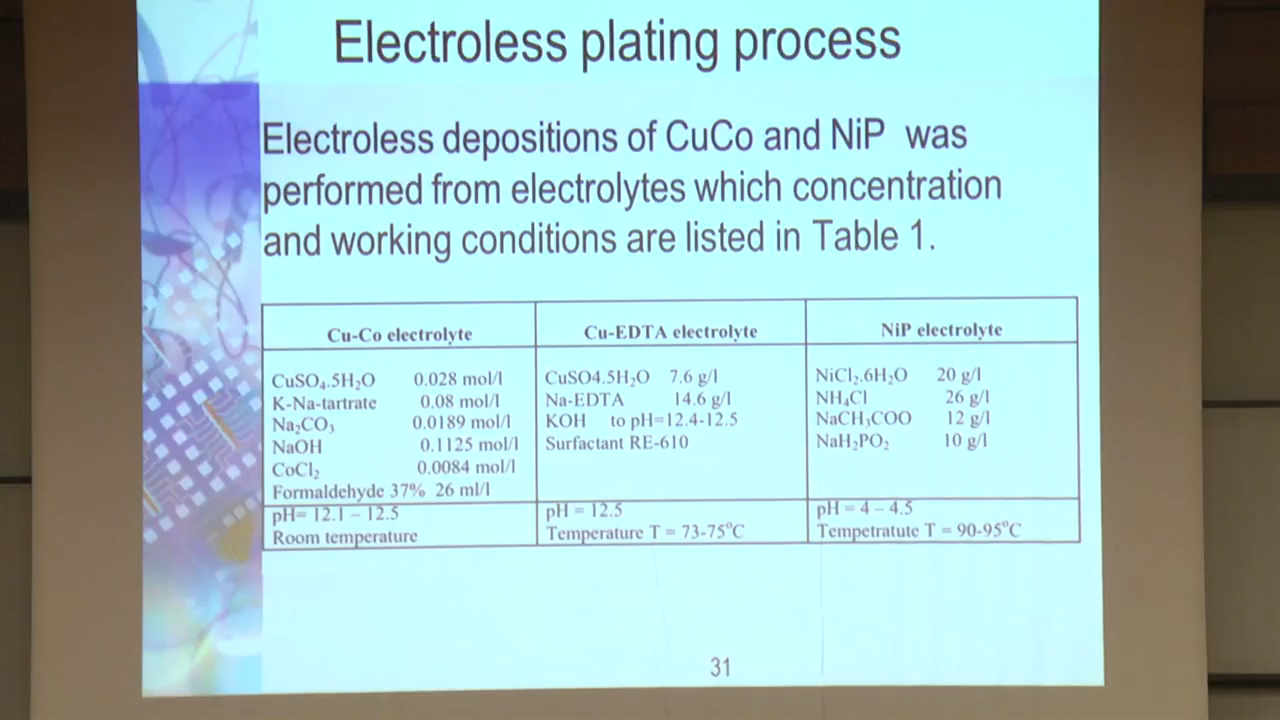 Electroless plating process
Electroless depositions of CuCo and NiP was
performed from electrolytes which concentration
and working conditions are listed in Table 1.
Cu-Co electrolyte
CuSO₄.5H₂O 0.028 mol/l
K-Na-tartrate 0.08 mol/l
Na₂CO₃ 0.0189 mol/l
NaOH 0.1125 mol/l
CoCl₂ 0.0084 mol/l
Formaldehyde 37% 26 ml/l
pH= 12.1 – 12.5
Room temperature
Cu-EDTA electrolyte
CuSO4.5H₂O 7.6 g/l
Na-EDTA 14.6 g/l
KOH to pH=12.4-12.5
Surfactant RE-610
pH = 12.5
Temperature T = 73-75°C
NiP electrolyte
NiCl₂.6H₂O 20 g/l
NH₄Cl 26 g/l
NaCH₃COO 12 g/l
NaH₂PO₂ 10 g/l
pH = 4 – 4.5
Tempetratute T = 90-95°C
31